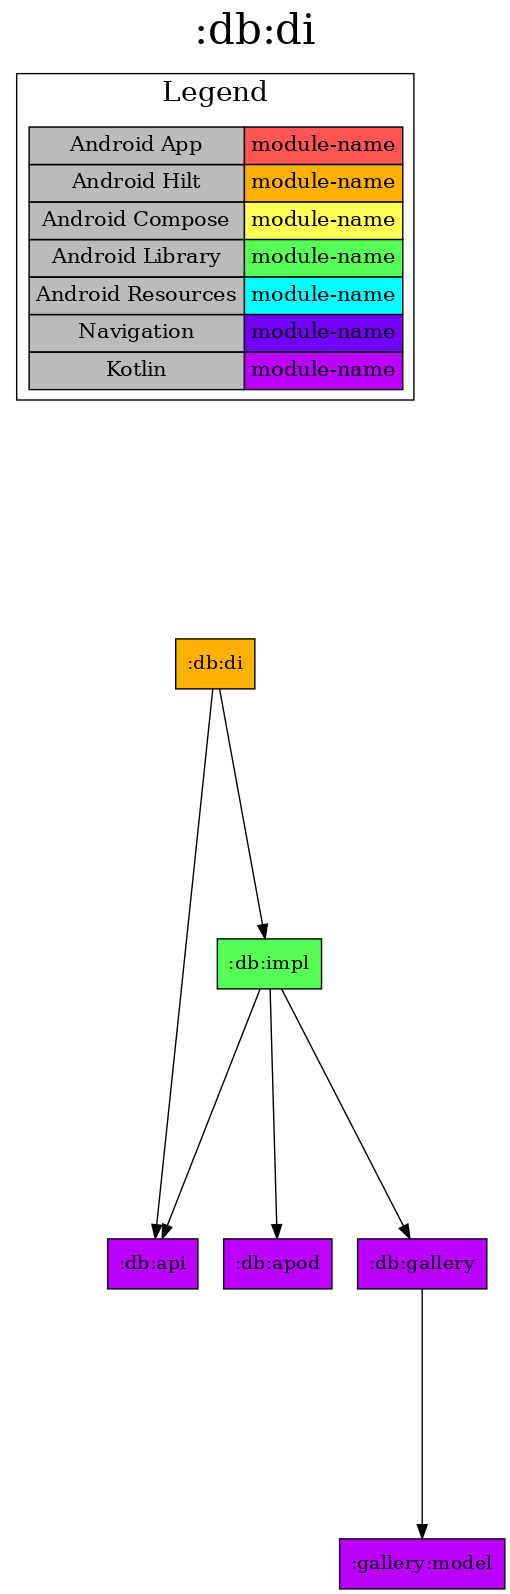 :db:di
Legend
Android App module-name
Android Hilt module-name
Android Compose module-name
Android Library module-name
Android Resources module-name
Navigation module-name
Kotlin module-name
:db:di
:db:impl
:db:api :db:apod :db:gallery
:gallery:model